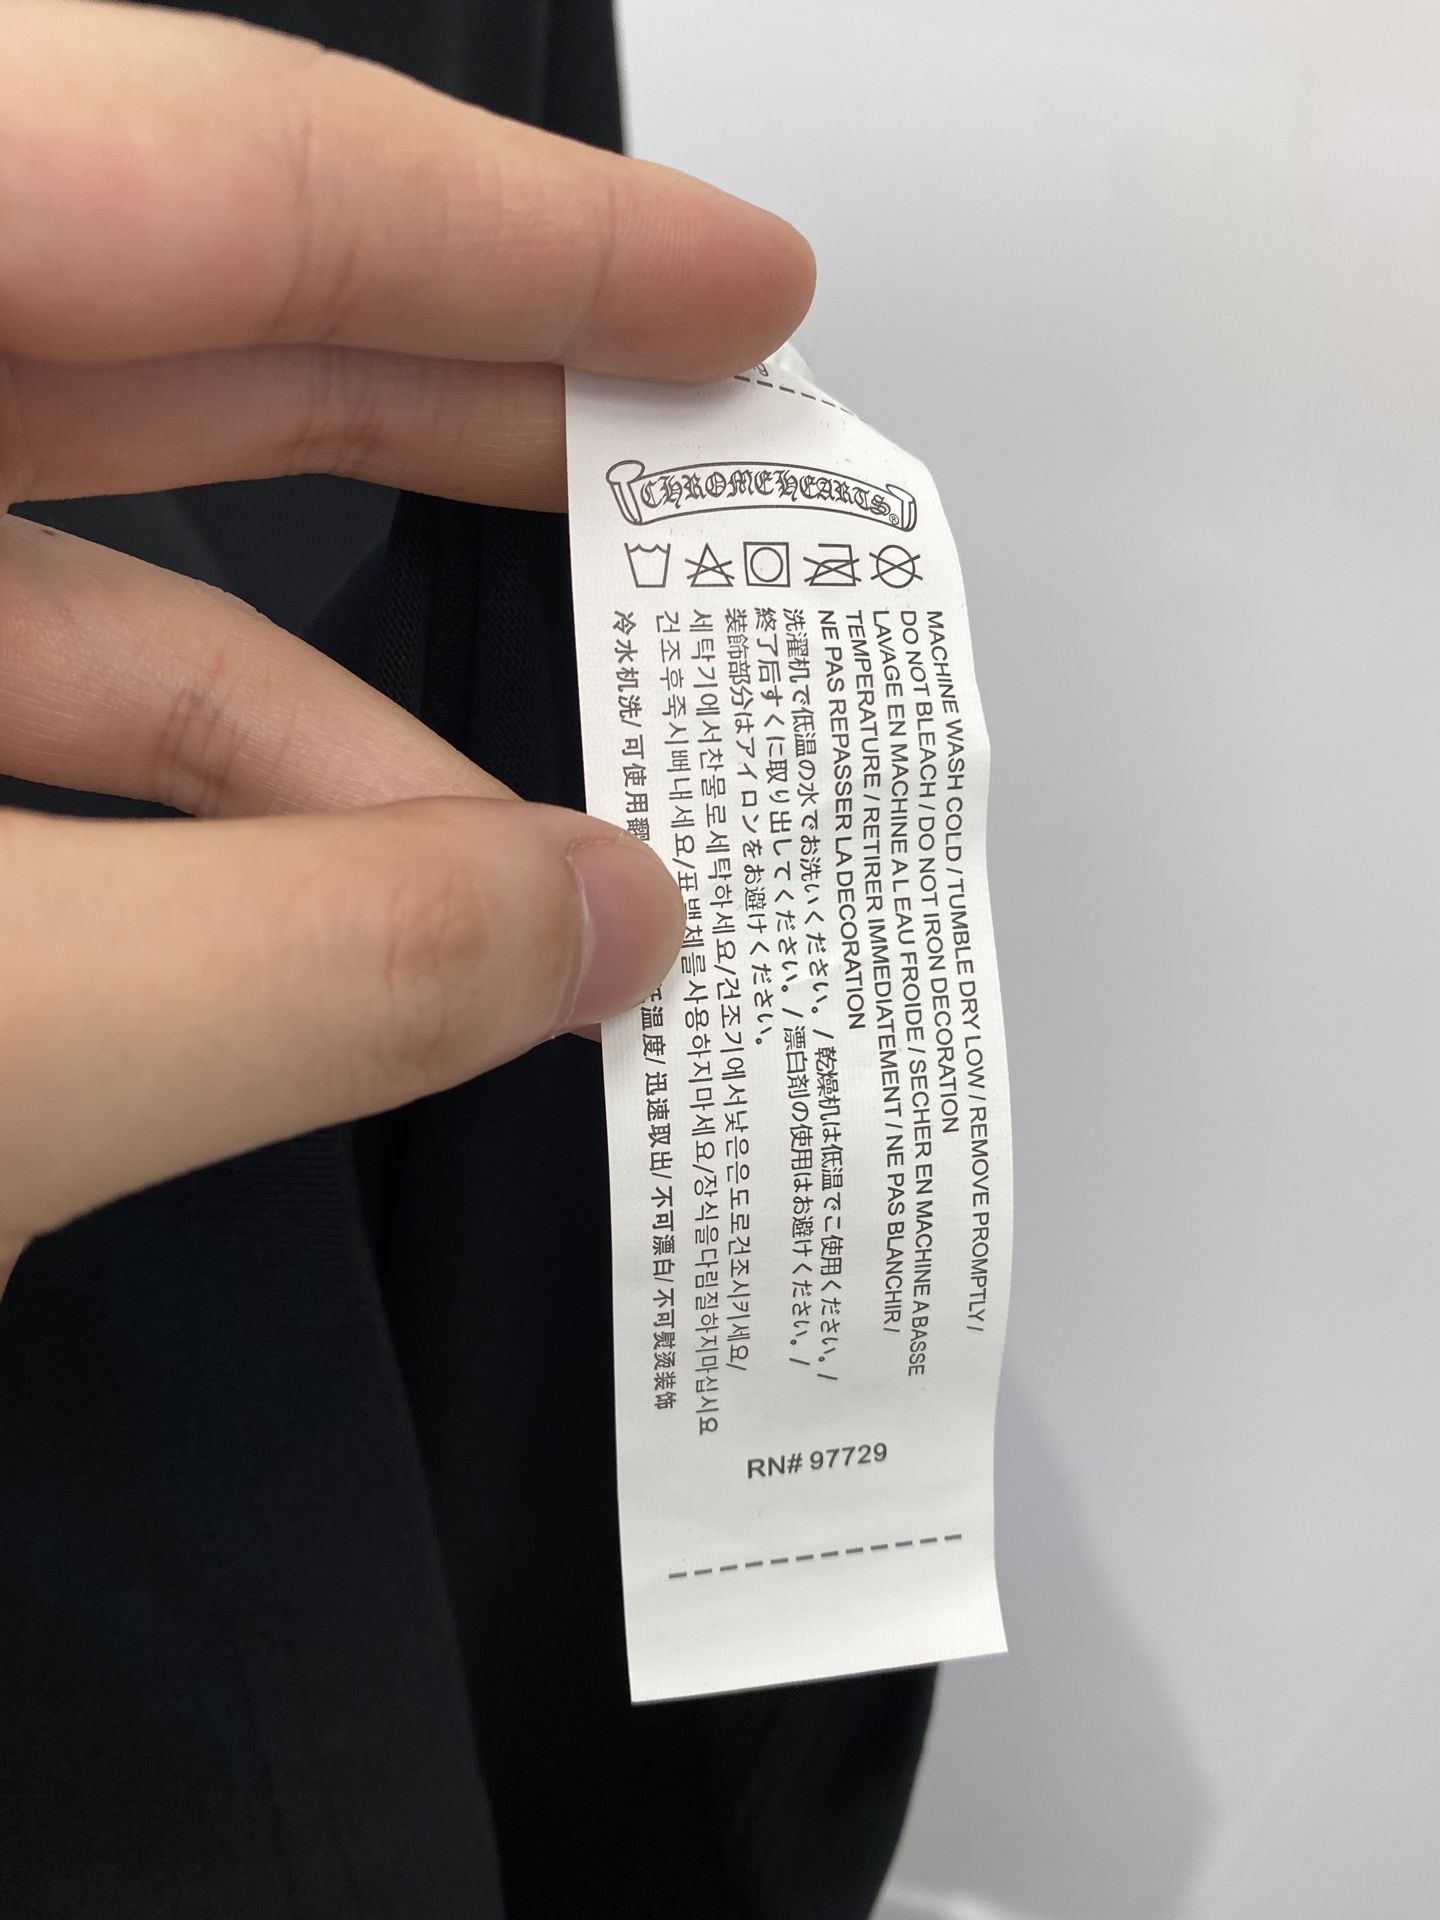 CHROME HEARTS®
MACHINE WASH COLD / TUMBLE DRY LOW / REMOVE PROMPTLY /
DO NOT BLEACH / DO NOT IRON DECORATION
LAVAGE EN MACHINE A L EAU FROIDE / SECHER EN MACHINE A BASSE
TEMPERATURE / RETIRER IMMEDIATEMENT / NE PAS BLANCHIR /
NE PAS REPASSER LA DECORATION
洗濯机で低温の水でお洗いください。/ 乾燥机は低温でこ使用ください。/
終了后すくに取り出してください。/ 漂白剤の使用はお避けください。/
装飾部分はアイロンをお避けください。
세탁기에서찬물로세탁하세요/건조기에서낮은온도로건조시키세요/
건조후즉시빼내세요/표백체를사용하지마세요/장식을다림질하지마십시요
冷水机洗/ 可使用翻 温度/ 迅速取出/ 不可漂白/ 不可熨烫装饰
RN# 97729